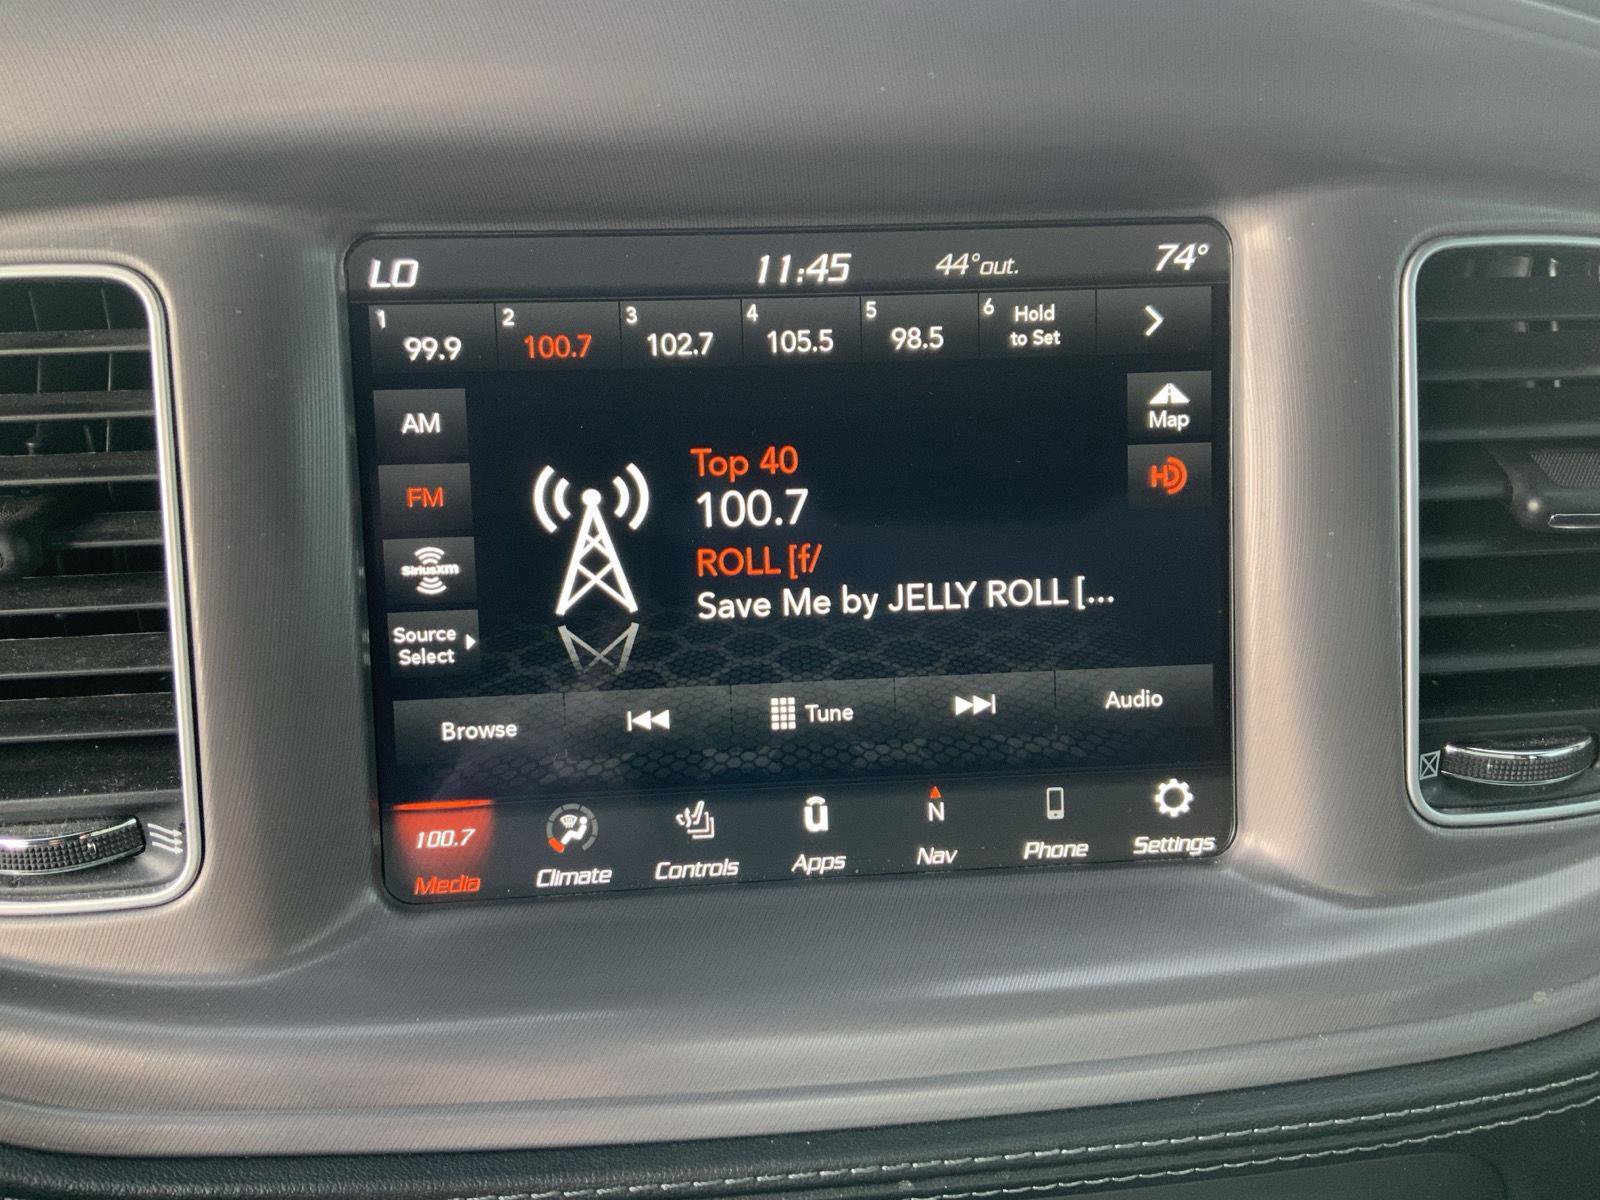 LO 11:45 44°out. 74°
1 99.9 2 100.7 3 102.7 4 105.5 5 98.5 6 Hold to Set
AM
Map
Top 40
HD
FM
100.7
ROLL [f/
SiriusXM
Save Me by JELLY ROLL [...
Source
Select
Browse Tune Audio
100.7 N
Media Climate Controls Apps Nav Phone Settings